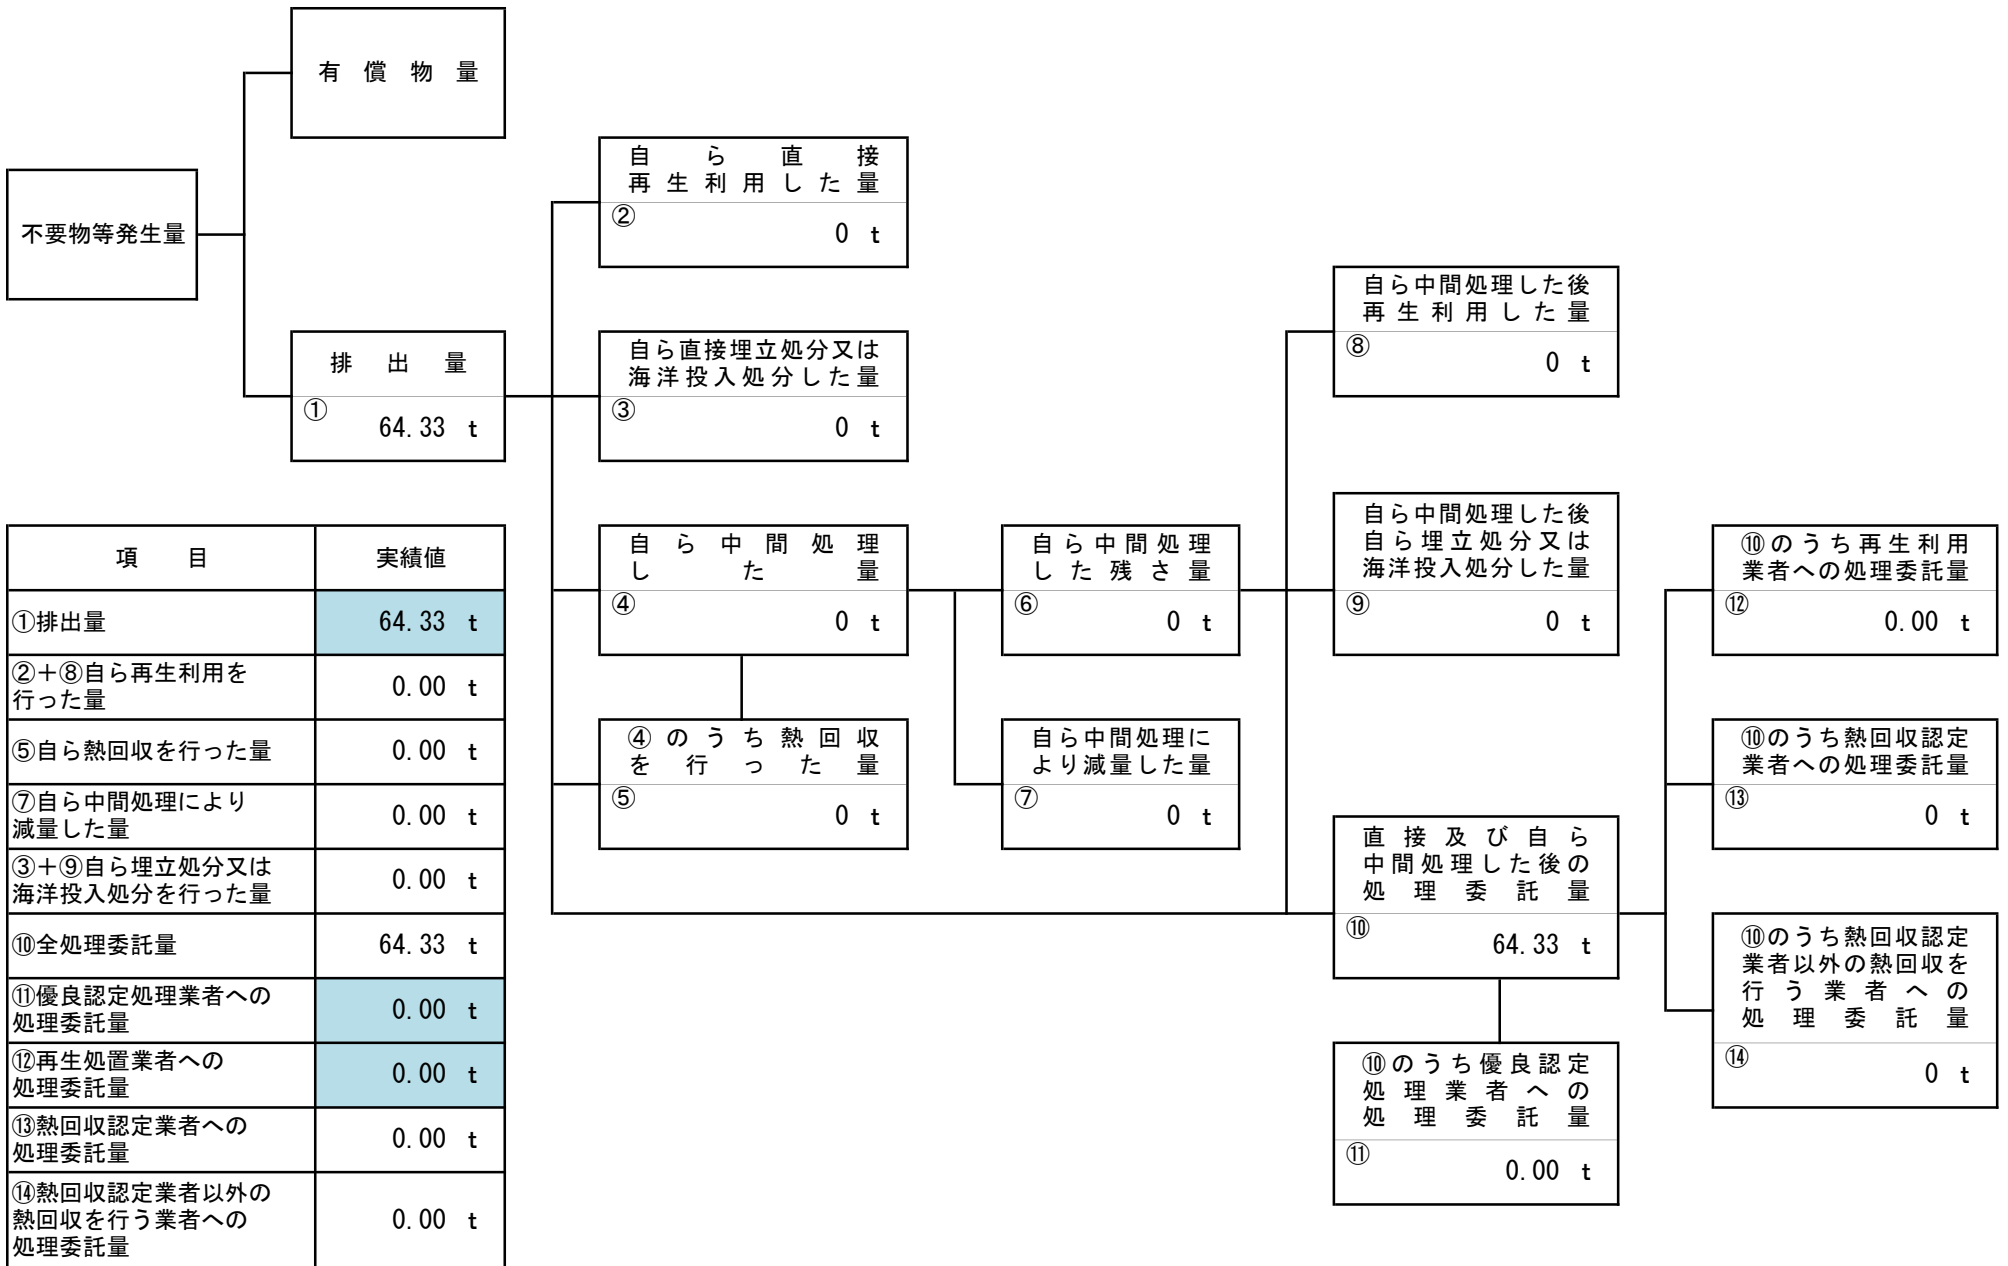 有償物量
不要物等発生量
排出量
①
64.33 t
自ら直接
再生利用した量
②
0 t
自ら直接埋立処分又は
海洋投入処分した量
③
0 t
自ら中間処理
した量
④
0 t
④のうち熱回収
を行った量
⑤
0 t
自ら中間処理
した残さ量
⑥
0 t
自ら中間処理に
より減量した量
⑦
0 t
自ら中間処理した後
再生利用した量
⑧
0 t
自ら中間処理した後
自ら埋立処分又は
海洋投入処分した量
⑨
0 t
直接及び自ら
中間処理した後の
処理委託量
⑩
64.33 t
⑩のうち優良認定
処理業者への
処理委託量
⑪
0.00 t
⑩のうち再生利用
業者への処理委託量
⑫
0.00 t
⑩のうち熱回収認定
業者への処理委託量
⑬
0 t
⑩のうち熱回収認定
業者以外の熱回収を
行う業者への
処理委託量
⑭
0 t
項目 実績値
①排出量 64.33 t
②＋⑧自ら再生利用を
行った量 0.00 t
⑤自ら熱回収を行った量 0.00 t
⑦自ら中間処理により
減量した量 0.00 t
③＋⑨自ら埋立処分又は
海洋投入処分を行った量 0.00 t
⑩全処理委託量 64.33 t
⑪優良認定処理業者への
処理委託量 0.00 t
⑫再生処置業者への
処理委託量 0.00 t
⑬熱回収認定業者への
処理委託量 0.00 t
⑭熱回収認定業者以外の
熱回収を行う業者への
処理委託量 0.00 t